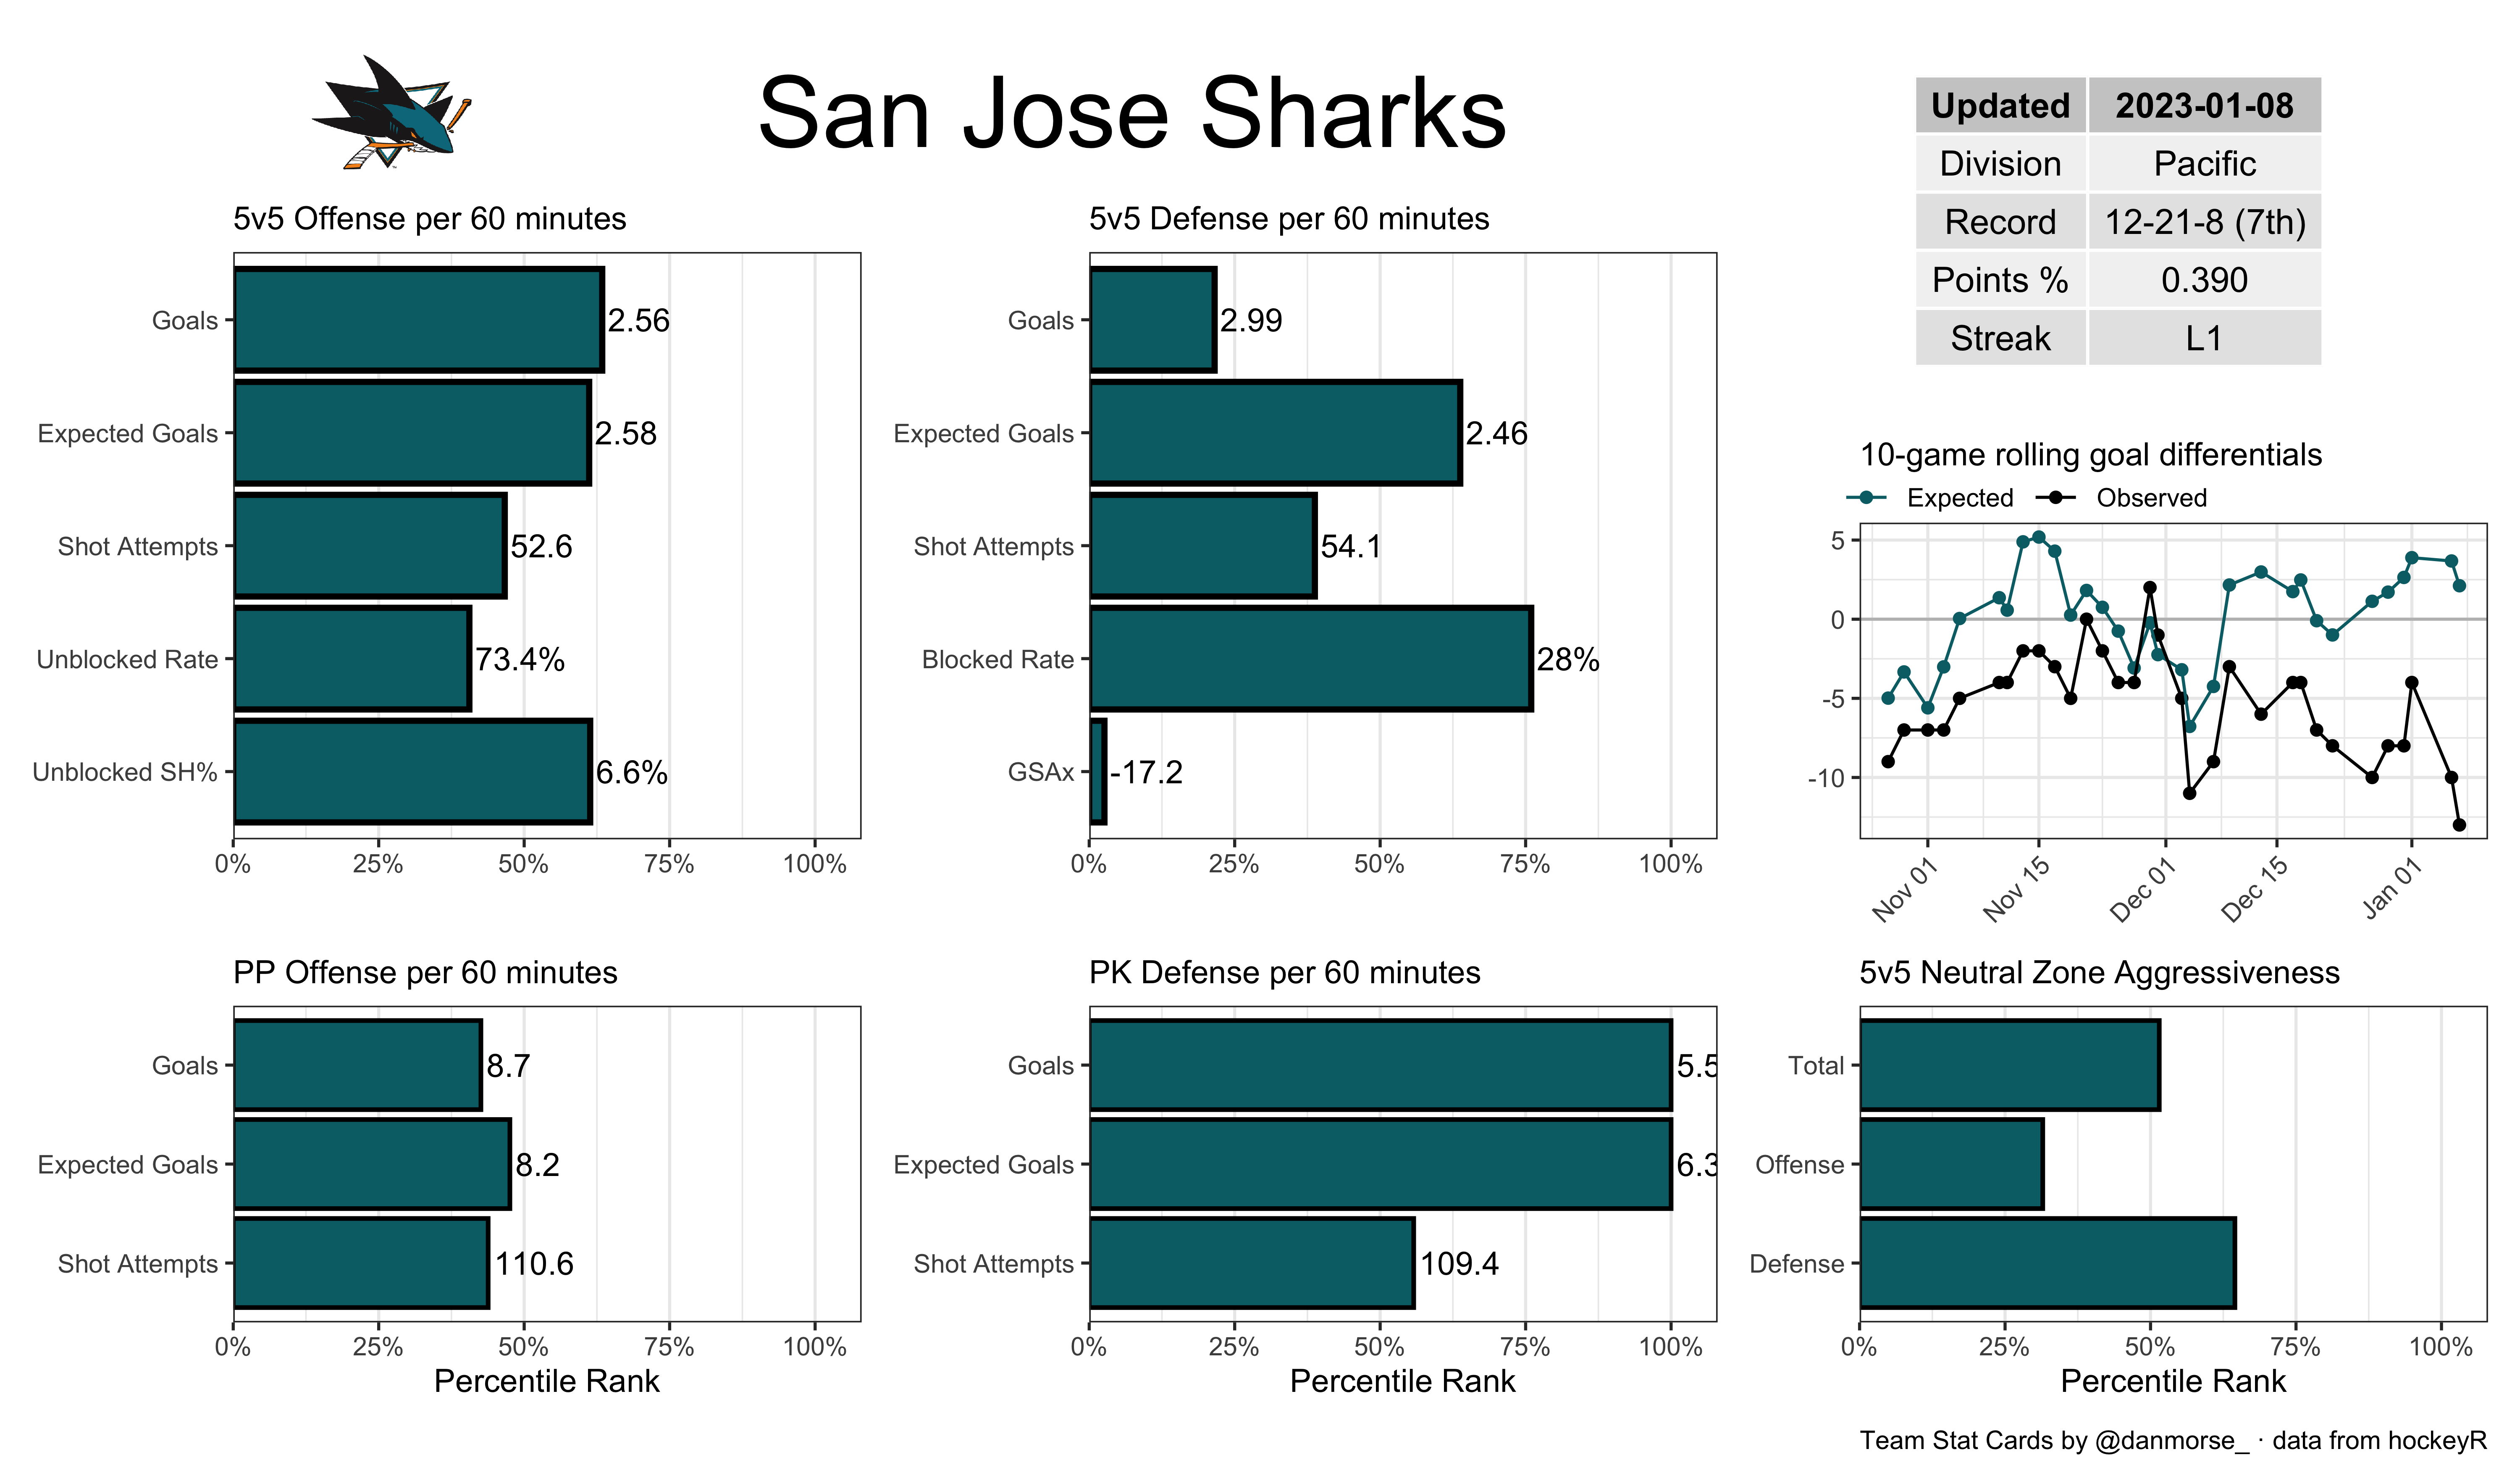 San Jose Sharks
Updated 2023-01-08
Division Pacific
Record 12-21-8 (7th)
Points % 0.390
Streak L1
5v5 Offense per 60 minutes
Goals 2.56
Expected Goals 2.58
Shot Attempts 52.6
Unblocked Rate 73.4%
Unblocked SH% 6.6%
0% 25% 50% 75% 100%
5v5 Defense per 60 minutes
Goals 2.99
Expected Goals 2.46
Shot Attempts 54.1
Blocked Rate 28%
GSAx -17.2
0% 25% 50% 75% 100%
10-game rolling goal differentials
Expected Observed
5
0
-5
-10
Nov 01 Nov 15 Dec 01 Dec 15 Jan 01
PP Offense per 60 minutes
Goals 8.7
Expected Goals 8.2
Shot Attempts 110.6
0% 25% 50% 75% 100%
Percentile Rank
PK Defense per 60 minutes
Goals 5.5
Expected Goals 6.3
Shot Attempts 109.4
0% 25% 50% 75% 100%
Percentile Rank
5v5 Neutral Zone Aggressiveness
Total
Offense
Defense
0% 25% 50% 75% 100%
Percentile Rank
Team Stat Cards by @danmorse_ · data from hockeyR